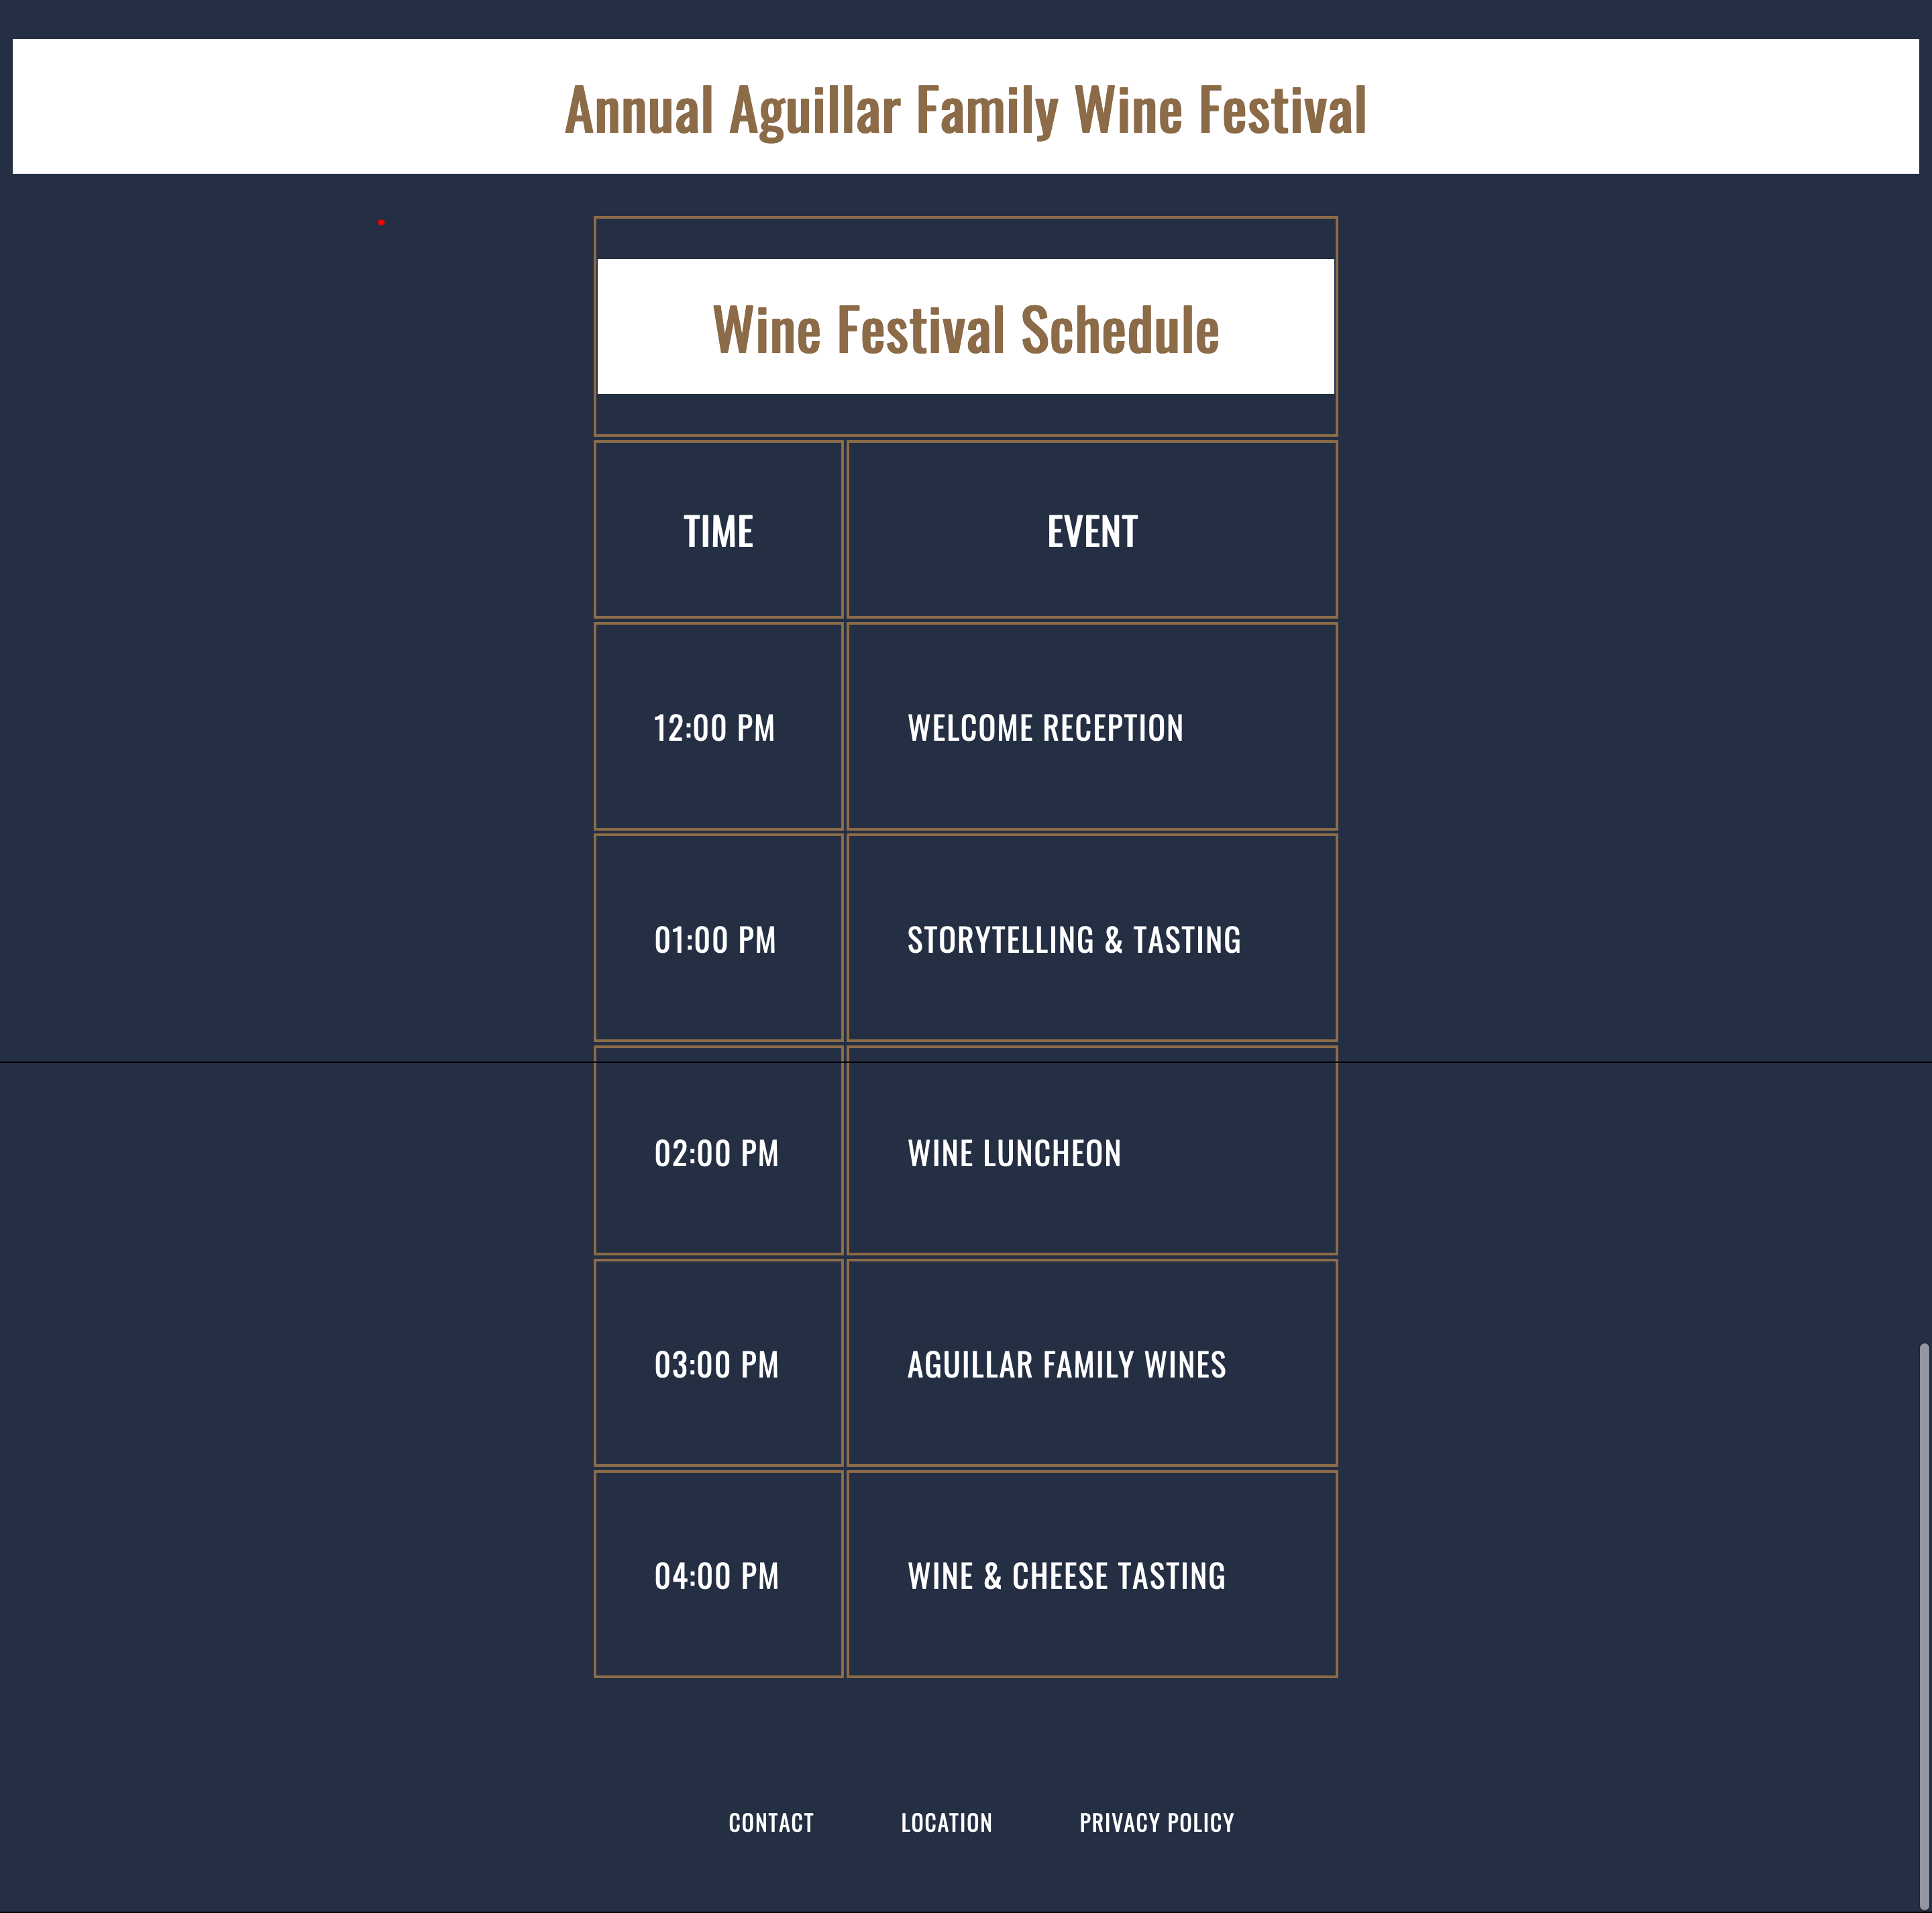 Annual Aguillar Family Wine Festival
Wine Festival Schedule
TIME EVENT
12:00 PM WELCOME RECEPTION
01:00 PM STORYTELLING & TASTING
02:00 PM WINE LUNCHEON
03:00 PM AGUILLAR FAMILY WINES
04:00 PM WINE & CHEESE TASTING
CONTACT LOCATION PRIVACY POLICY